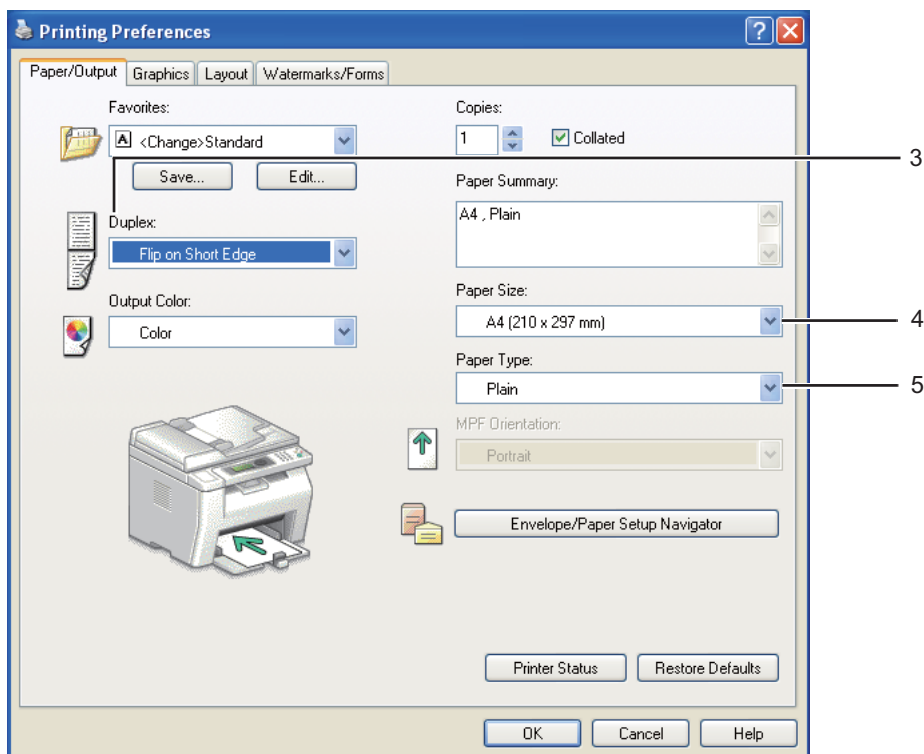 Printing Preferences
Paper/Output Graphics Layout Watermarks/Forms
Favorites:
A <Change>Standard
Save... Edit...
Duplex:
Flip on Short Edge
Output Color:
Color
Copies:
1 Collated
Paper Summary:
A4 , Plain
Paper Size:
A4 (210 x 297 mm)
Paper Type:
Plain
MPF Orientation:
Portrait
Envelope/Paper Setup Navigator
Printer Status Restore Defaults
OK Cancel Help
3
4
5